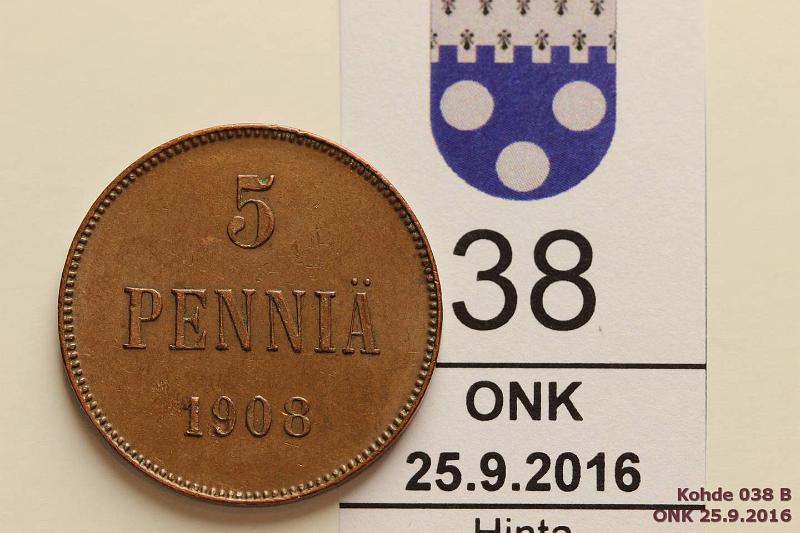 5
PENNIÄ
1908
38
ONK
25.9.2016
Hinta
Kohde 038 B
ONK 25.9.2016